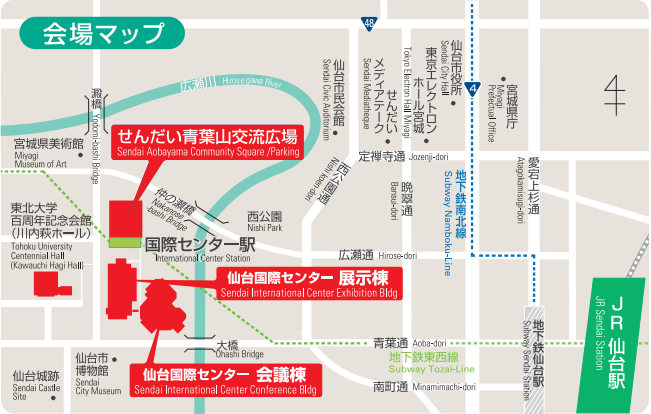 会場マップ
48
広瀬川 Hirosegawa River
澱橋 Yodomi-bashi Bridge
仙台市民会館
Sendai Civic Auditorium
せんだい
メディアテーク
Sendai Mediatheque
東京エレクトロン
ホール宮城
Tokyo Electron Hall Miyagi
仙台市役所
Sendai City Hall
4
宮城県庁
Miyagi
Prefectual Office
宮城県美術館
Miyagi
Museum of Art
せんだい青葉山交流広場
Sendai Aobayama Community Square /Parking
定禅寺通 Jozenji-dori
西公園通
Nishi koen-dori
晩翠通
Bansui-dori
地下鉄南北線
Subway Namboku-Line
愛宕上杉通
Atagokamisugi-dori
東北大学
百周年記念会館
(川内萩ホール)
Tohoku University
Centennial Hall
(Kawauchi Hagi Hall)
仲の瀬橋
Nakanose
-bashi Bridge
西公園
Nishi Park
国際センター駅
International Center Station
広瀬通 Hirose-dori
仙台国際センター 展示棟
Sendai International Center Exhibition Bldg
JR 仙台駅
JR Sendai Station
地下鉄仙台駅
Subway Sendai Station
大橋
Ohashi Bridge
青葉通 Aoba-dori
地下鉄東西線
Subway Tozai-Line
仙台国際センター 会議棟
Sendai International Center Conference Bldg
南町通 Minamimachi-dori
仙台市
博物館
Sendai
City Museum
仙台城跡
Sendai Castle
Site